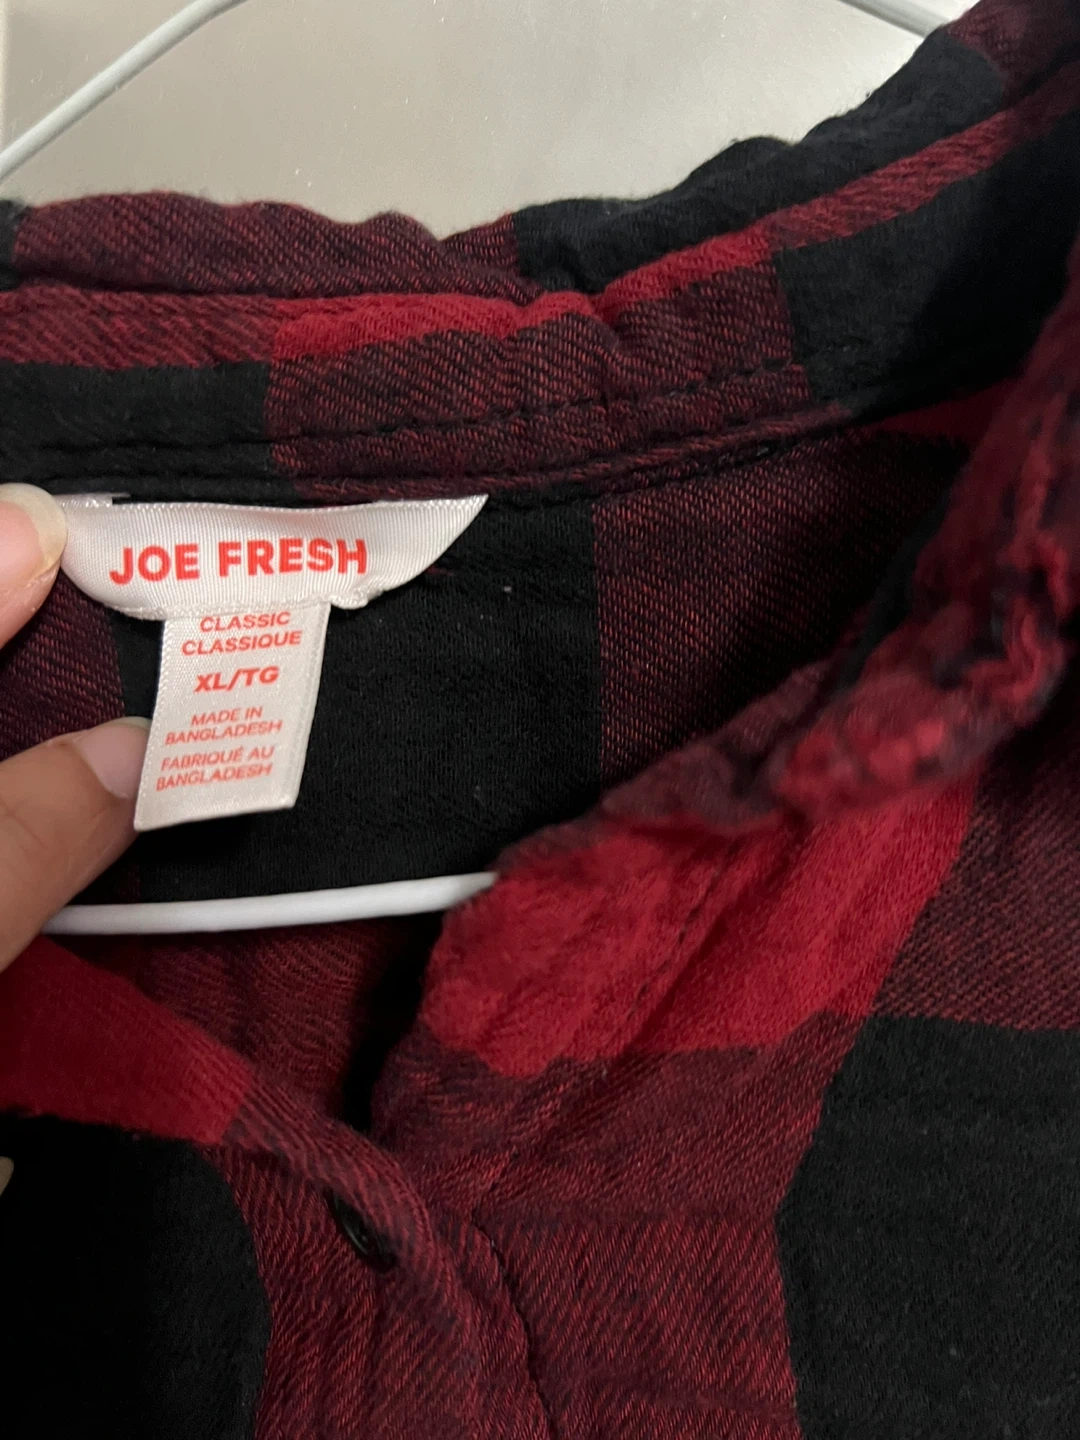 JOE FRESH
CLASSIC
CLASSIQUE
XL/TG
MADE IN
BANGLADESH
FABRIQUÉ AU
BANGLADESH